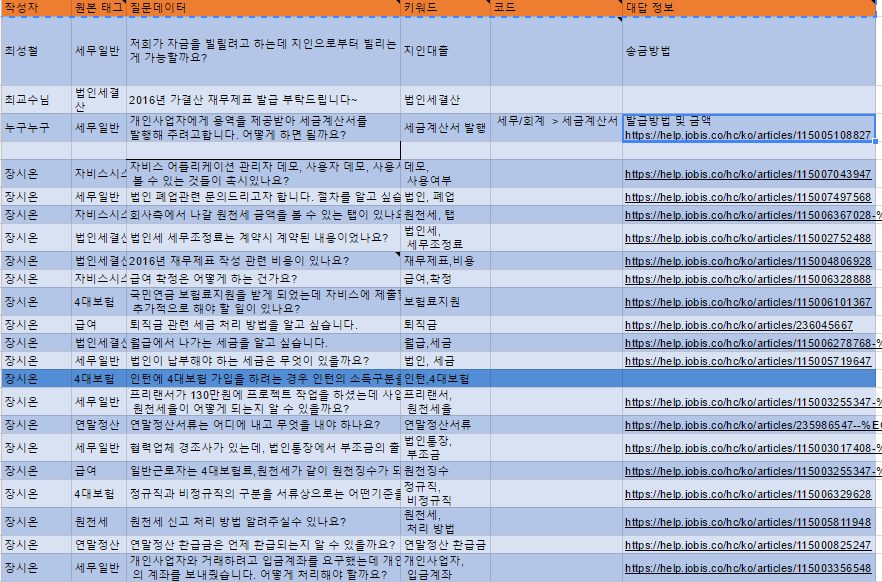 작성자 원본 태그 질문데이터 키워드 코드 대답 정보
최성철 세무일반 저희가 자금을 빌릴려고 하는데 지인으로부터 빌리는 지인대출 송금방법
게 가능할까요?
최교수님 법인세결산 2016년 가결산 재무제표 발급 부탁드립니다~ 법인세결산
누구누구 세무일반 개인사업자에게 용역을 제공받아 세금계산서를 세금계산서 발행 세무/회계 > 세금계산서 발급방법 및 금액
발행해 주려고합니다. 어떻게 하면 될까요? https://help.jobis.co/hc/ko/articles/115005108827
장시온 자비스시스 자비스 어플리케이션 관리자 데모, 사용자 데모, 사용시 데모, https://help.jobis.co/hc/ko/articles/115007043947
볼 수 있는 것들이 혹시있나요? 사용여부
장시온 세무일반 법인 폐업관련 문의드리고자 합니다. 절차를 알고 싶습 법인, 폐업 https://help.jobis.co/hc/ko/articles/115007497568
장시온 자비스시스 회사측에서 나갈 원천세 금액을 볼 수 있는 탭이 있나요 원천세, 탭 https://help.jobis.co/hc/ko/articles/115006367028-%
장시온 법인세결산 법인세 세무조정료는 계약시 계약된 내용이었나요? 법인세, https://help.jobis.co/hc/ko/articles/115002752488
세무조정료
장시온 법인세결산 2016년 재무제표 작성 관련 비용이 있나요? 재무제표,비용 https://help.jobis.co/hc/ko/articles/115004806928
장시온 자비스시스 급여 확정은 어떻게 하는 건가요? 급여,확정 https://help.jobis.co/hc/ko/articles/115006328888
장시온 4대보험 국민연금 보험료지원을 받게 되었는데 자비스에 제출할 보험료지원 https://help.jobis.co/hc/ko/articles/115006101367
추가적으로 해야 할 일이 있나요?
장시온 급여 퇴직금 관련 세금 처리 방법을 알고 싶습니다. 퇴직금 https://help.jobis.co/hc/ko/articles/236045667
장시온 법인세결산 월급에서 나가는 세금을 알고 싶습니다. 월급,세금 https://help.jobis.co/hc/ko/articles/115006278768-%
장시온 세무일반 법인이 납부해야 하는 세금은 무엇이 있을까요? 법인, 세금 https://help.jobis.co/hc/ko/articles/115005719647
장시온 4대보험 인턴에 4대보험 가입을 하려는 경우 인턴의 소득구분을 인턴,4대보험
장시온 세무일반 프리랜서가 130만원에 프로젝트 작업을 하셨는데 사업 프리랜서, https://help.jobis.co/hc/ko/articles/115003255347-%
원천세율이 어떻게 되는지 알 수 있을까요? 원천세율
장시온 연말정산 연말정산서류는 어디에 내고 무엇을 내야 하나요? 연말정산서류 https://help.jobis.co/hc/ko/articles/235986547--%E
장시온 세무일반 협력업체 경조사가 있는데, 법인통장에서 부조금의 출 법인통장, https://help.jobis.co/hc/ko/articles/115003017408-%
부조금
장시온 급여 일반근로자는 4대보험료,원천세가 같이 원천징수가 되 원천징수 https://help.jobis.co/hc/ko/articles/115003255347-%
장시온 4대보험 정규직과 비정규직의 구분을 서류상으로는 어떤기준을 정규직, https://help.jobis.co/hc/ko/articles/115006329628
비정규직
장시온 원천세 원천세 신고 처리 방법 알려주실수 있나요? 원천세, https://help.jobis.co/hc/ko/articles/115005811948
처리 방법
장시온 연말정산 연말정산 환급금은 언제 환급되는지 알 수 있을까요? 연말정산 환급금 https://help.jobis.co/hc/ko/articles/115000825247
장시온 세무일반 개인사업자와 거래하려고 입금계좌를 요구했는데 개인 개인사업자, https://help.jobis.co/hc/ko/articles/115003356548
의 계좌를 보내줬습니다. 어떻게 처리해야 할까요? 입금계좌